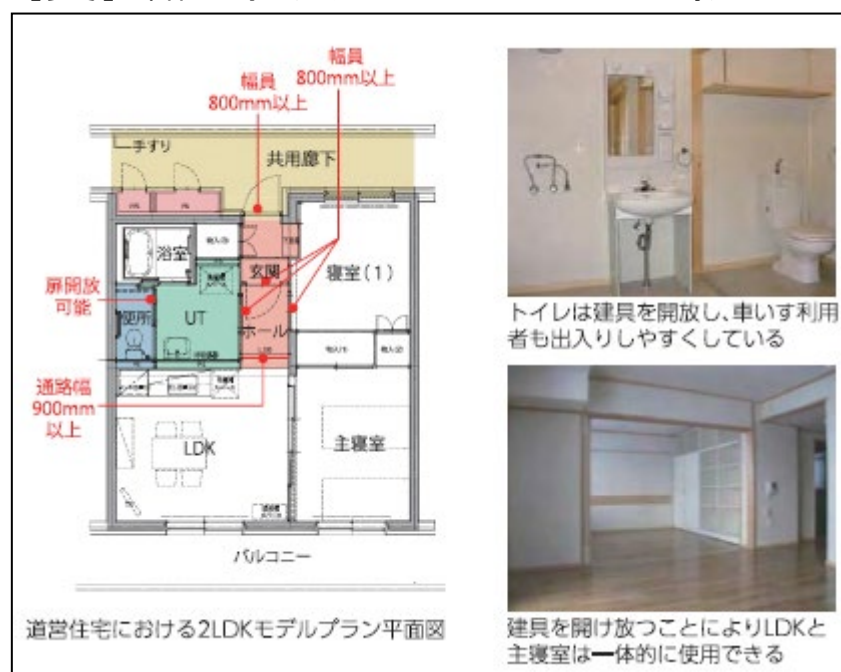 幅員
800mm以上
幅員
800mm以上
手すり
共用廊下
浴室
玄関
寝室(1)
扉開放
可能
便所
UT
ホール
通路幅
900mm
以上
LDK
主寝室
バルコニー
道営住宅における2LDKモデルプラン平面図
トイレは建具を開放し、車いす利用
者も出入りしやすくしている
建具を開け放つことによりLDKと
主寝室は一体的に使用できる